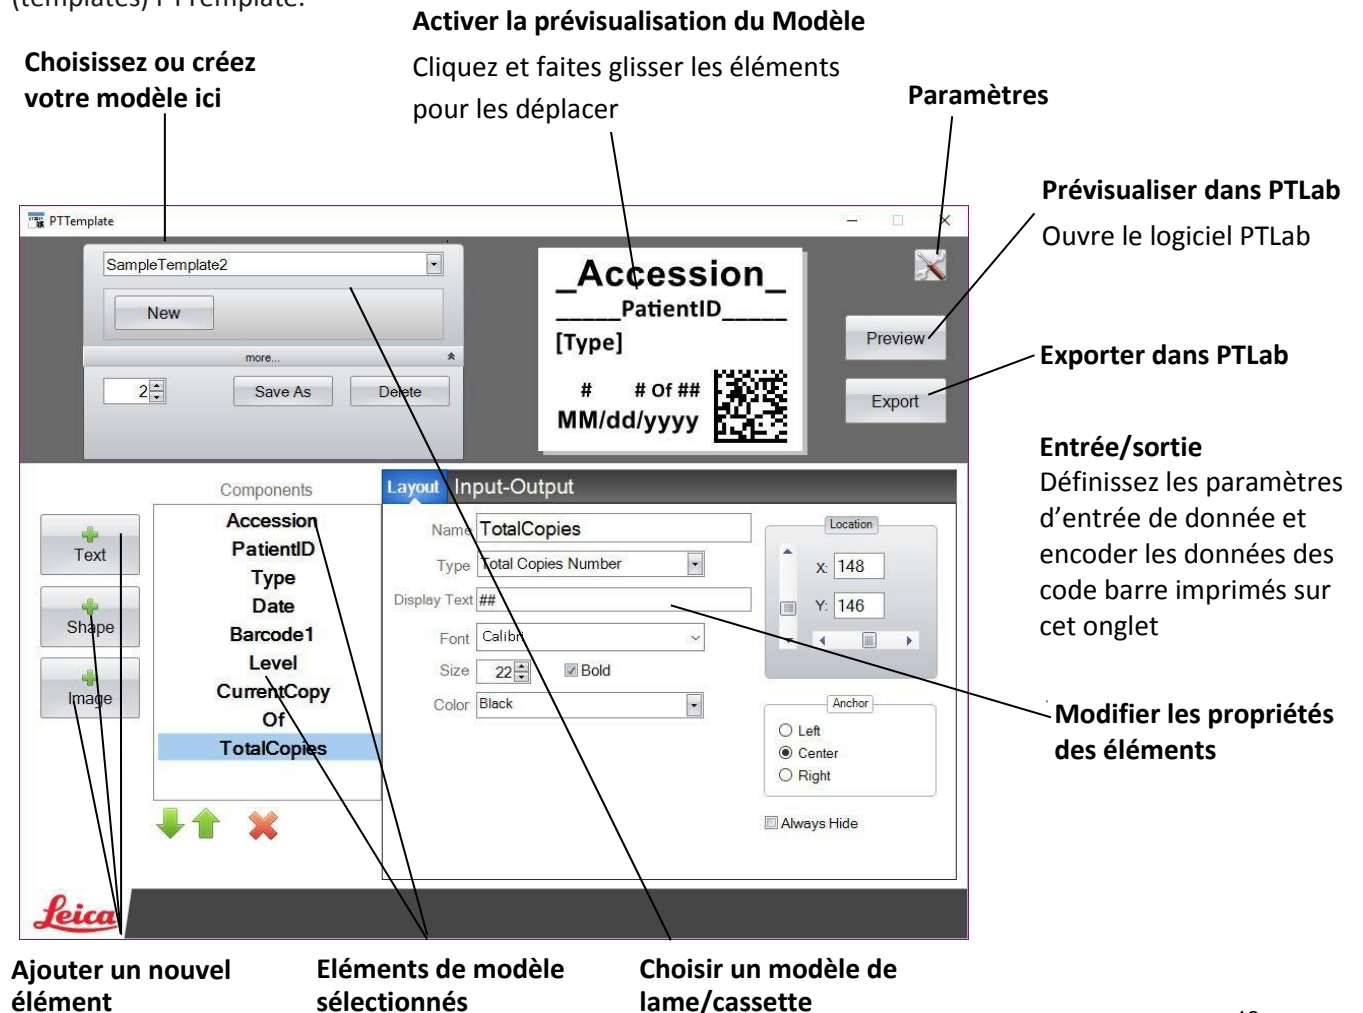 (templates) PTTemplate.
Activer la prévisualisation du Modèle
Cliquez et faites glisser les éléments
pour les déplacer
Choisissez ou créez
votre modèle ici
Paramètres
Prévisualiser dans PTLab
Ouvre le logiciel PTLab
Exporter dans PTLab
Entrée/sortie
Définissez les paramètres
d’entrée de donnée et
encoder les données des
code barre imprimés sur
cet onglet
Modifier les propriétés
des éléments
PTTemplate
SampleTemplate2
New
more...
2
Save As
Delete
_Accession_
_____PatientID_____
[Type]
# # Of ##
MM/dd/yyyy
Preview
Export
Components
Layout
Input-Output
Text
Shape
Image
Accession
PatientID
Type
Date
Barcode1
Level
CurrentCopy
Of
TotalCopies
Name TotalCopies
Type Total Copies Number
Display Text ##
Font Calibri
Size 22 Bold
Color Black
Location
X: 148
Y: 146
Anchor
Left
Center
Right
Always Hide
Leica
Ajouter un nouvel
élément
Eléments de modèle
sélectionnés
Choisir un modèle de
lame/cassette